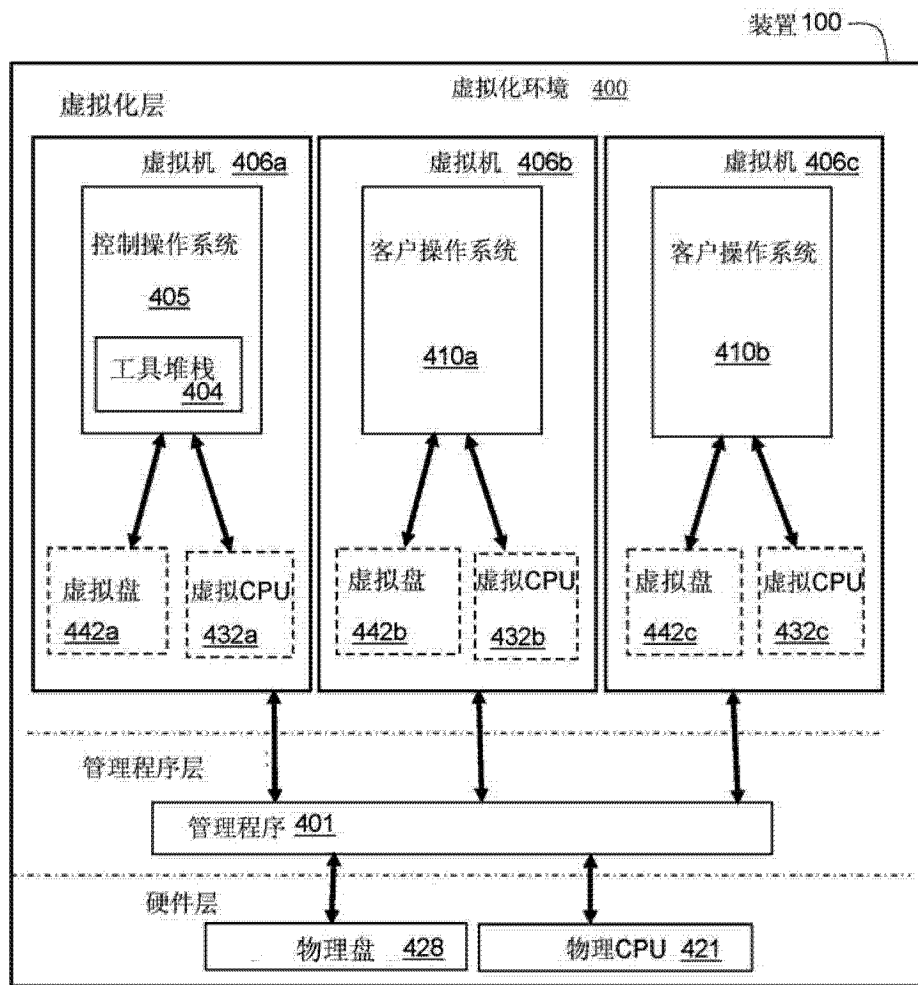 装置 100
虚拟化环境 400
虚拟化层
虚拟机 406a
控制操作系统
405
工具堆栈
404
虚拟盘
442a
虚拟CPU
432a
虚拟机 406b
客户操作系统
410a
虚拟盘
442b
虚拟CPU
432b
虚拟机 406c
客户操作系统
410b
虚拟盘
442c
虚拟CPU
432c
管理程序层
管理程序 401
硬件层
物理盘 428
物理CPU 421